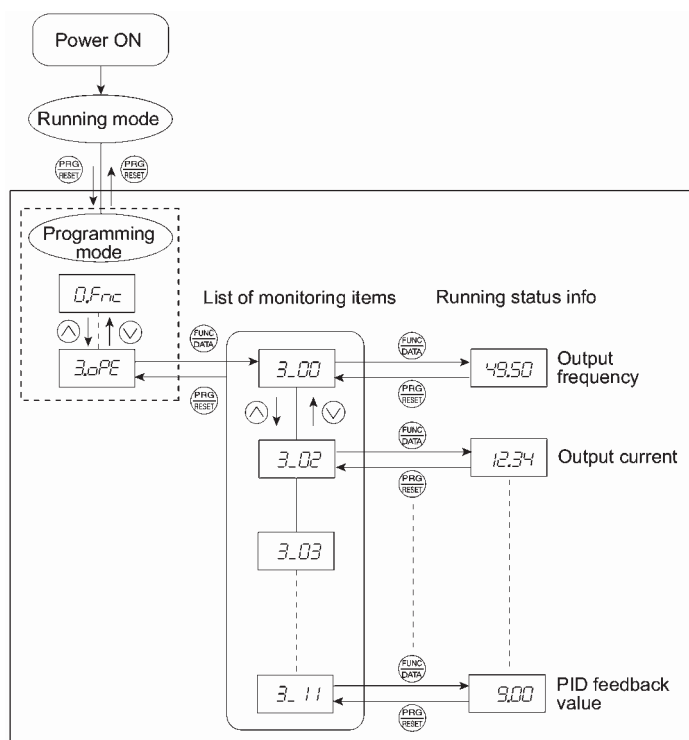 Power ON
Running mode
PRG
RESET
PRG
RESET
Programming
mode
0.Fnc
List of monitoring items
Running status info
FUNC
DATA
FUNC
DATA
3.oPE
3_00
49.50
Output
frequency
PRG
RESET
PRG
RESET
FUNC
DATA
3_02
12.34
Output current
PRG
RESET
3_03
FUNC
DATA
3_11
9.00
PID feedback
value
PRG
RESET